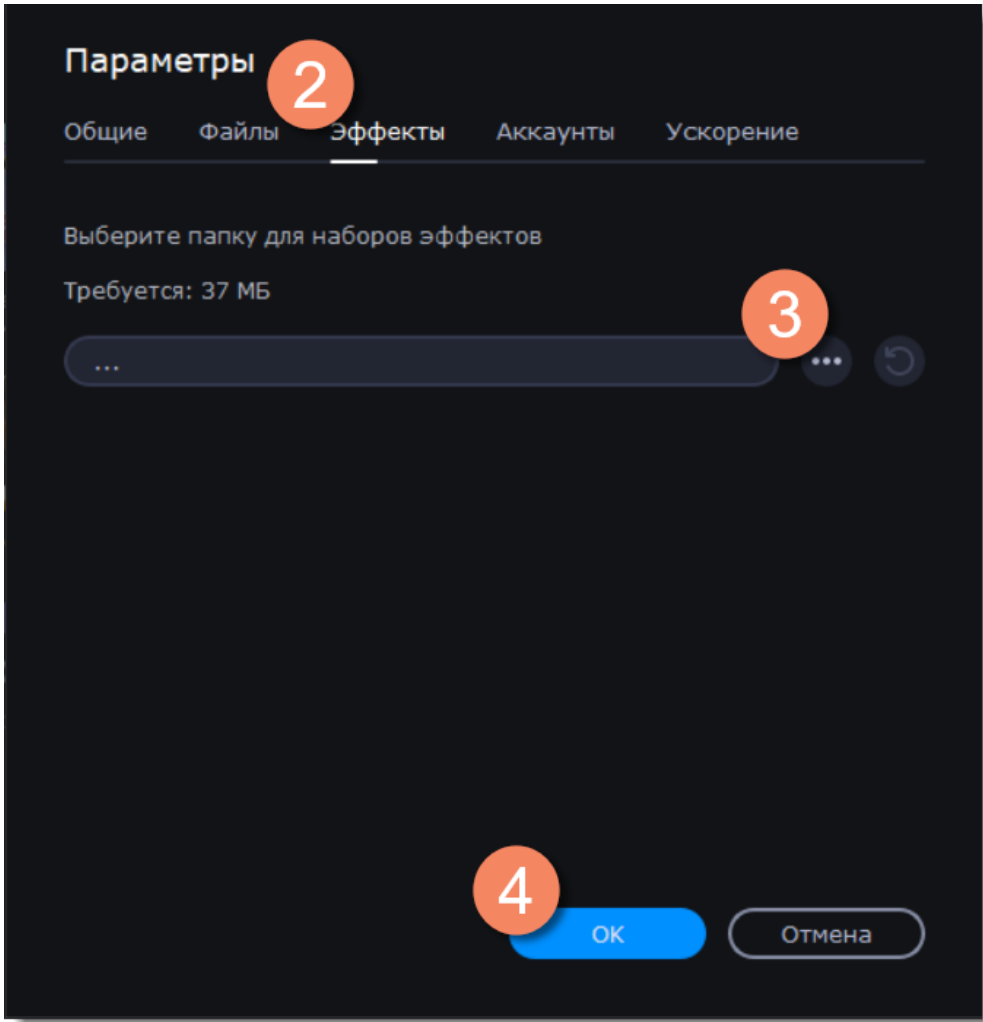 Параметры
2
Общие Файлы Эффекты Аккаунты Ускорение
Выберите папку для наборов эффектов
Требуется: 37 МБ
3
...
4
OK Отмена